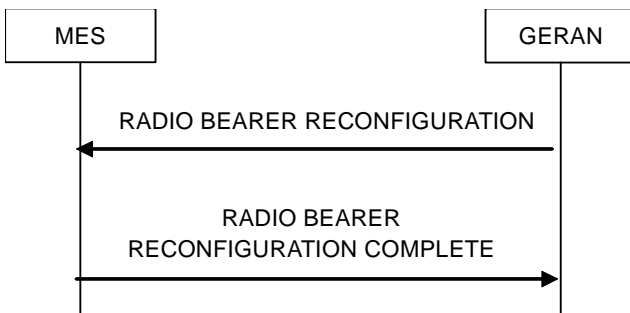 MES
GERAN
RADIO BEARER RECONFIGURATION
RADIO BEARER
RECONFIGURATION COMPLETE